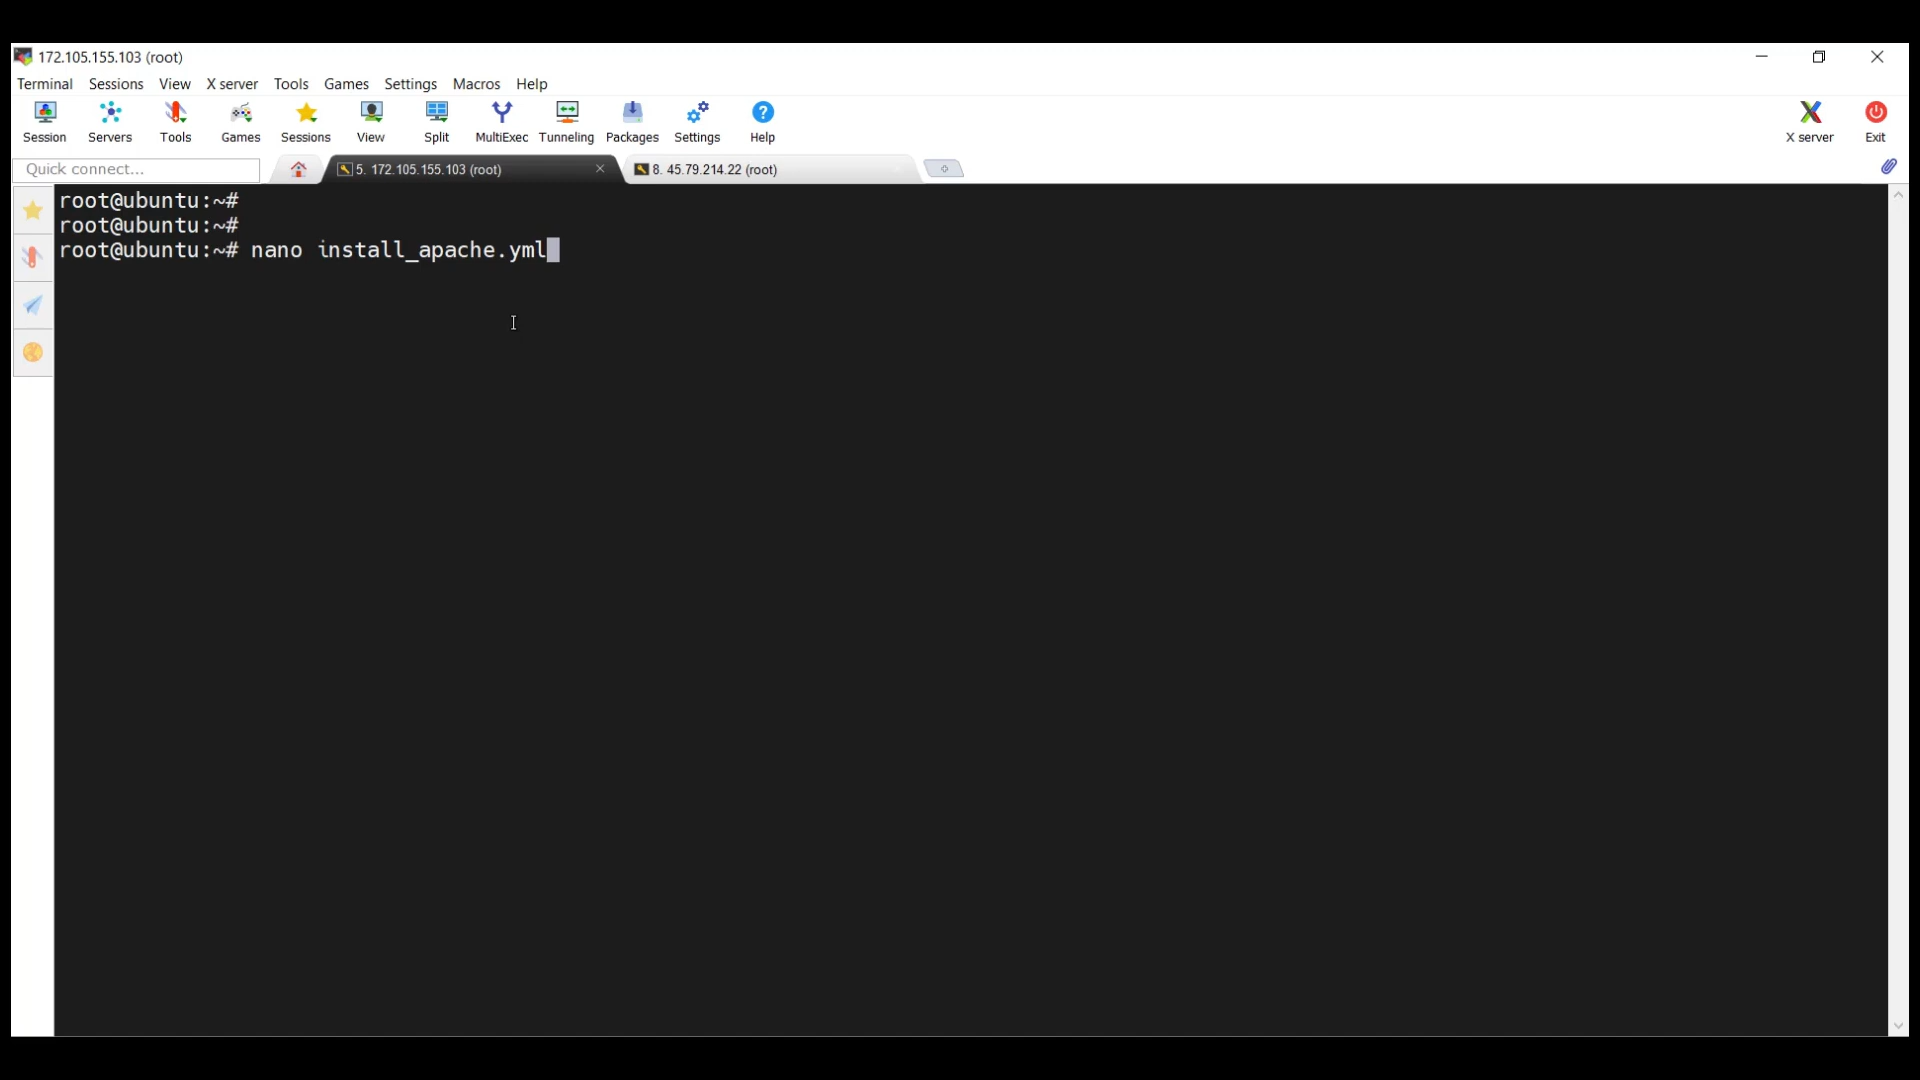 172.105.155.103 (root)
Terminal Sessions View X server Tools Games Settings Macros Help
Session Servers Tools Games Sessions View Split MultiExec Tunneling Packages Settings Help X server Exit
Quick connect... 5. 172.105.155.103 (root) 8. 45.79.214.22 (root)
root@ubuntu:~#
root@ubuntu:~#
root@ubuntu:~# nano install_apache.yml